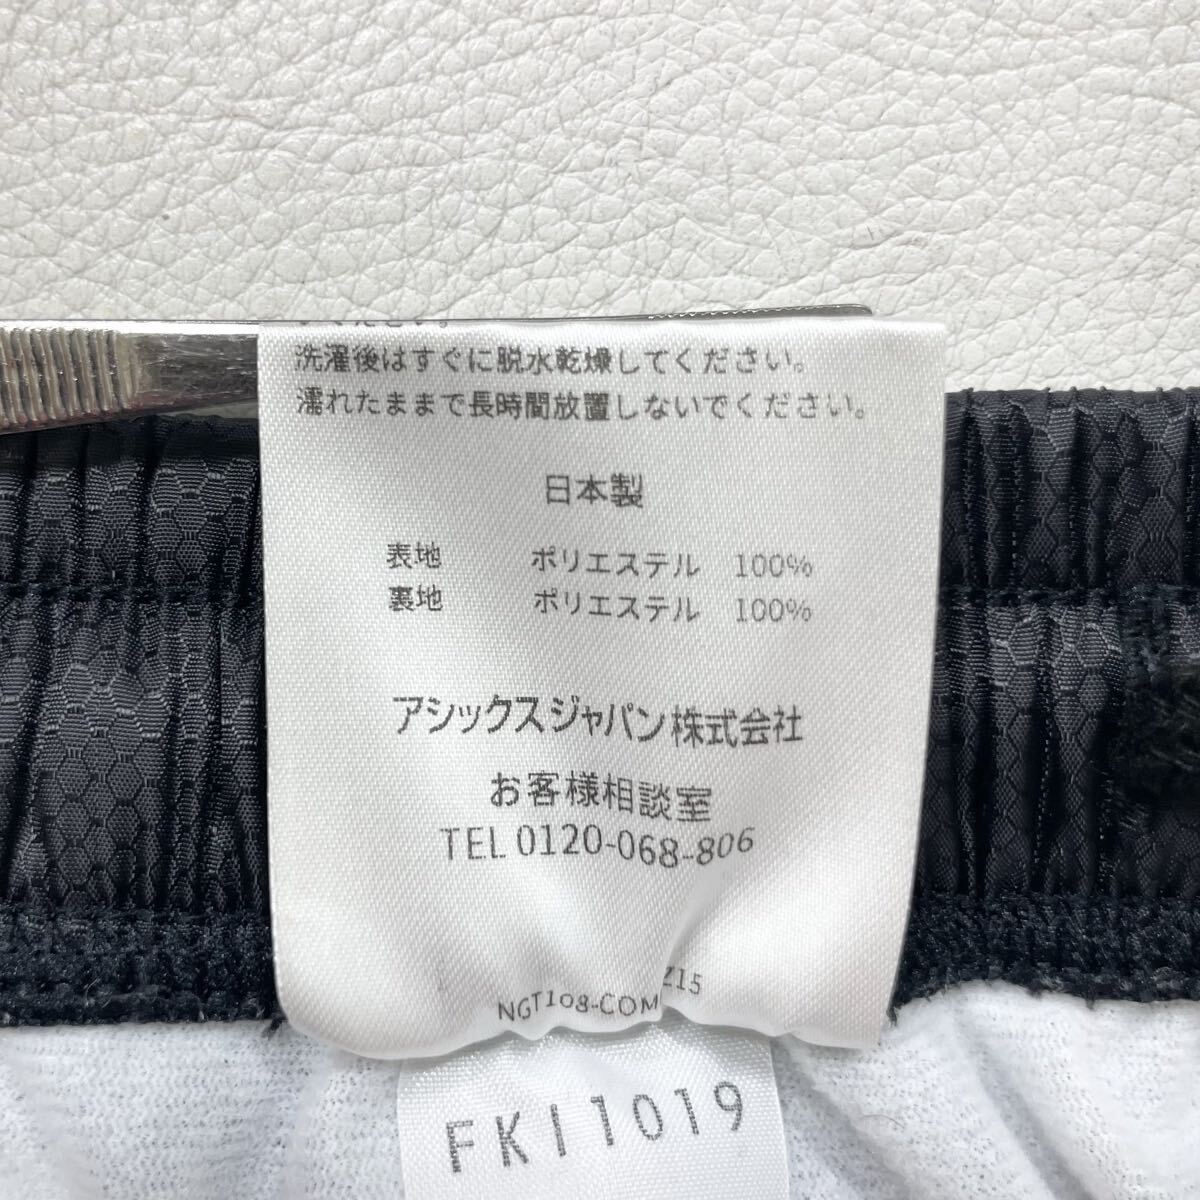 洗濯後はすぐに脱水乾燥してください。
濡れたままで長時間放置しないでください。
日本製
表地 ポリエステル 100%
裏地 ポリエステル 100%
アシックスジャパン株式会社
お客様相談室
TEL 0120-068-806
Z15
FKI1019